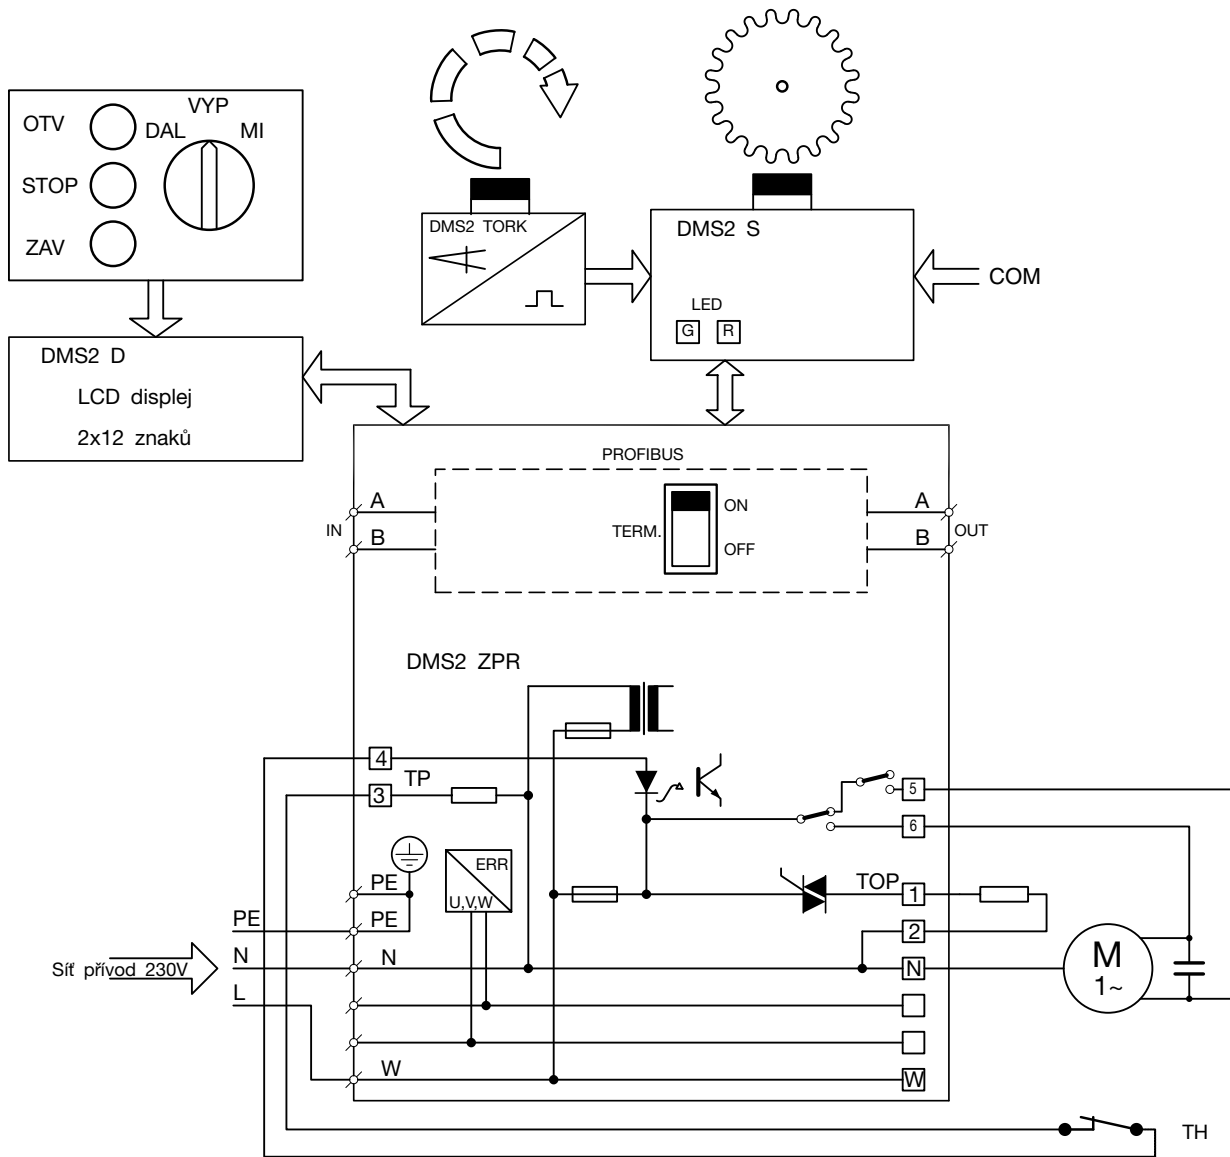 VYP
OTV
DAL
MI
STOP
ZAV
DMS2 TORK
DMS2 S
COM
LED
G
R
DMS2 D
LCD displej
2x12 znaků
PROFIBUS
A
A
ON
IN
TERM.
OUT
B
OFF
B
DMS2 ZPR
4
TP
3
5
6
ERR
U,V,W
PE
TOP
1
PE
PE
2
N
N
N
M
1~
Síť přívod 230V
L
W
W
TH